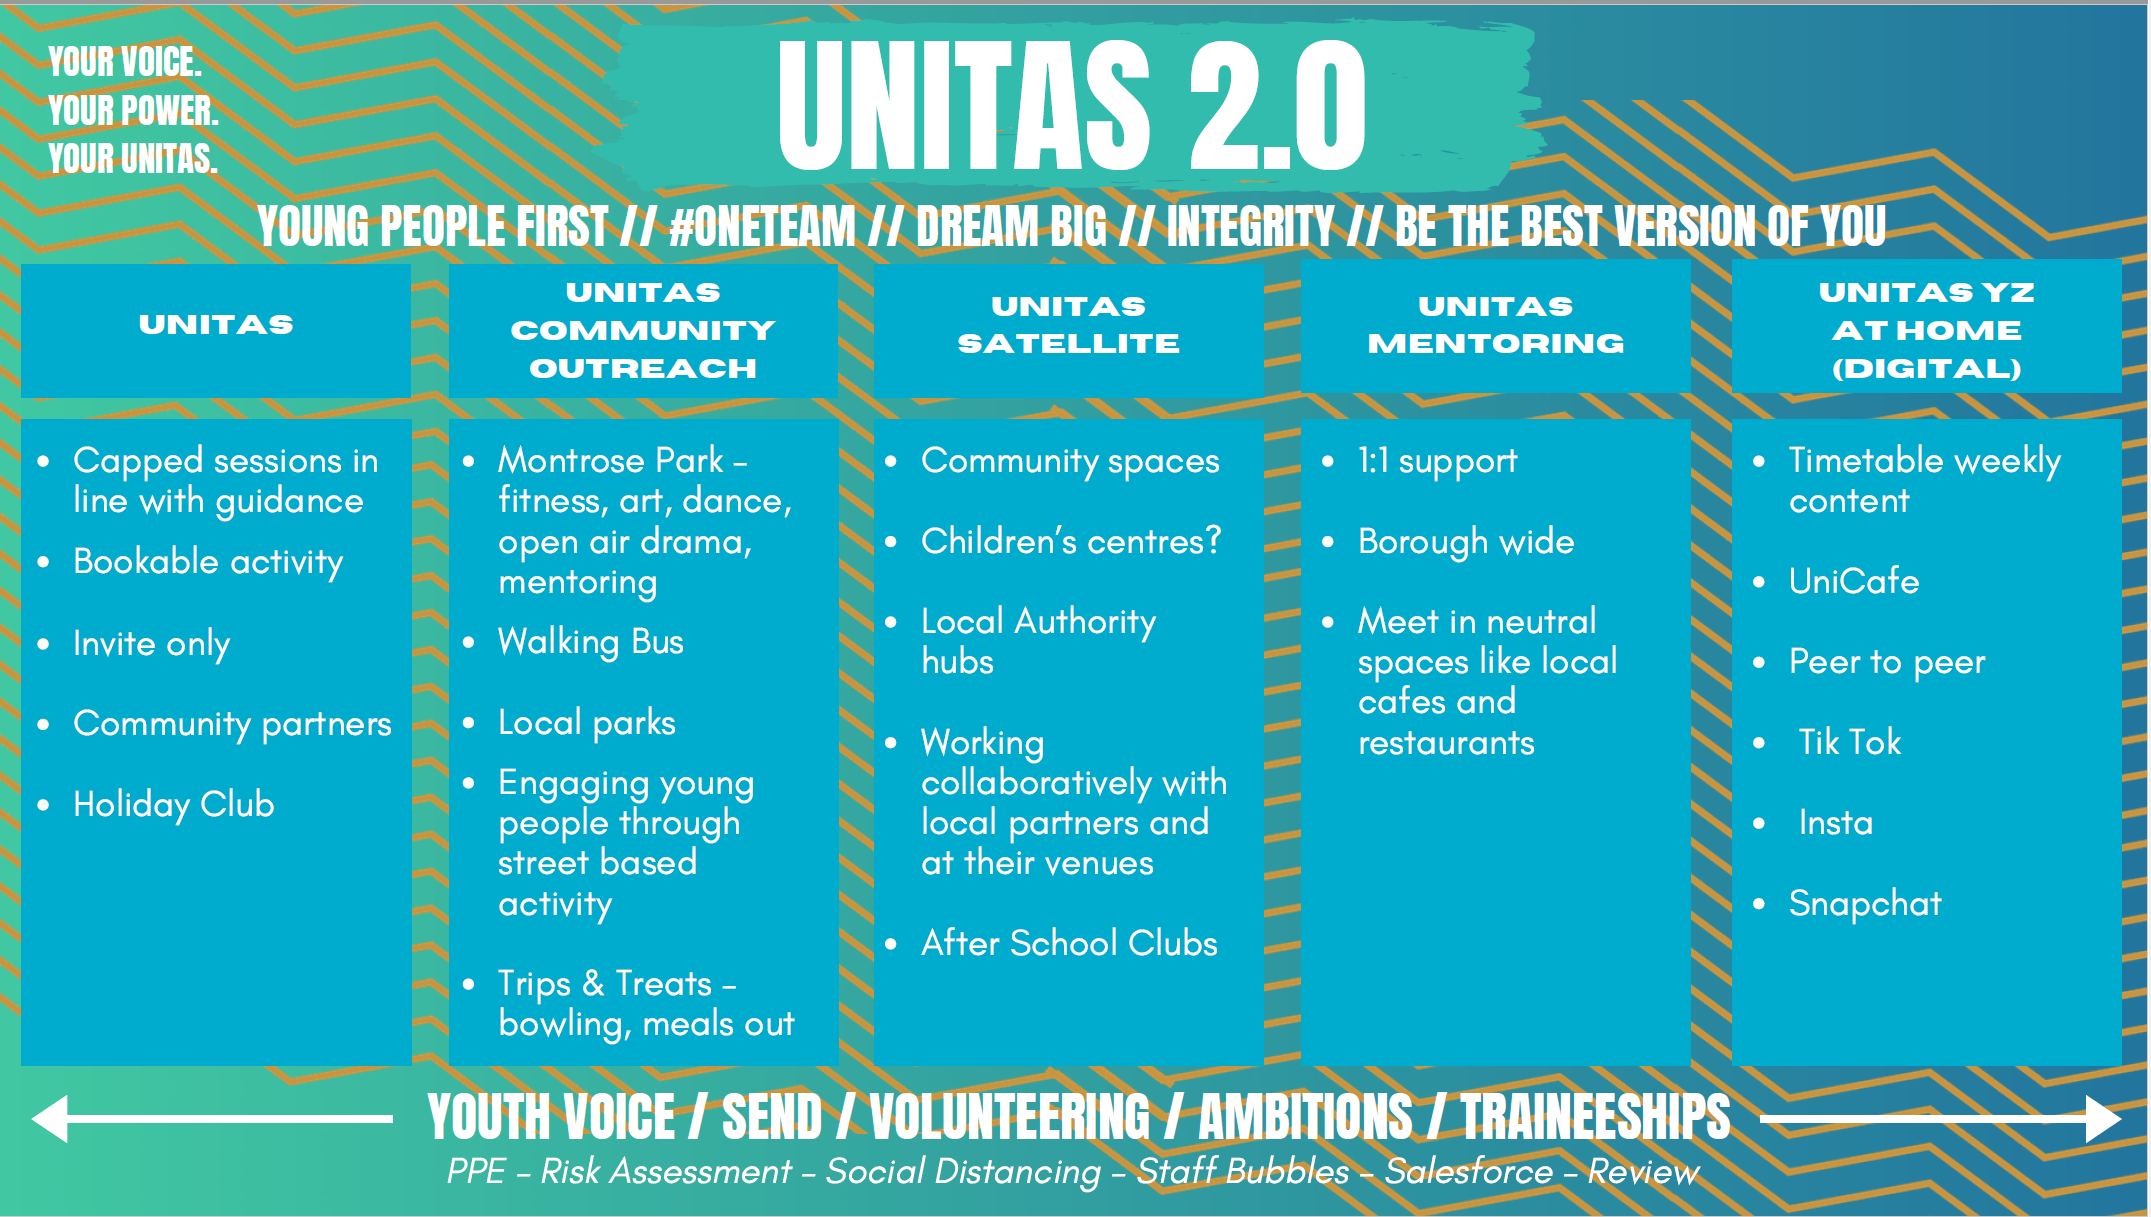 YOUR VOICE.
YOUR POWER.
YOUR UNITAS.
UNITAS 2.0
YOUNG PEOPLE FIRST // #ONETEAM // DREAM BIG // INTEGRITY // BE THE BEST VERSION OF YOU
UNITAS
• Capped sessions in
line with guidance
• Bookable activity
• Invite only
• Community partners
• Holiday Club
UNITAS
COMMUNITY
OUTREACH
• Montrose Park –
fitness, art, dance,
open air drama,
mentoring
• Walking Bus
• Local parks
• Engaging young
people through
street based
activity
• Trips & Treats –
bowling, meals out
UNITAS
SATELLITE
• Community spaces
• Children's centres?
• Local Authority
hubs
• Working
collaboratively with
local partners and
at their venues
• After School Clubs
UNITAS
MENTORING
• 1:1 support
• Borough wide
• Meet in neutral
spaces like local
cafes and
restaurants
UNITAS YZ
AT HOME
(DIGITAL)
• Timetable weekly
content
• UniCafe
• Peer to peer
• Tik Tok
• Insta
• Snapchat
YOUTH VOICE / SEND / VOLUNTEERING / AMBITIONS / TRAINEESHIPS
PPE – Risk Assessment – Social Distancing – Staff Bubbles – Salesforce – Review